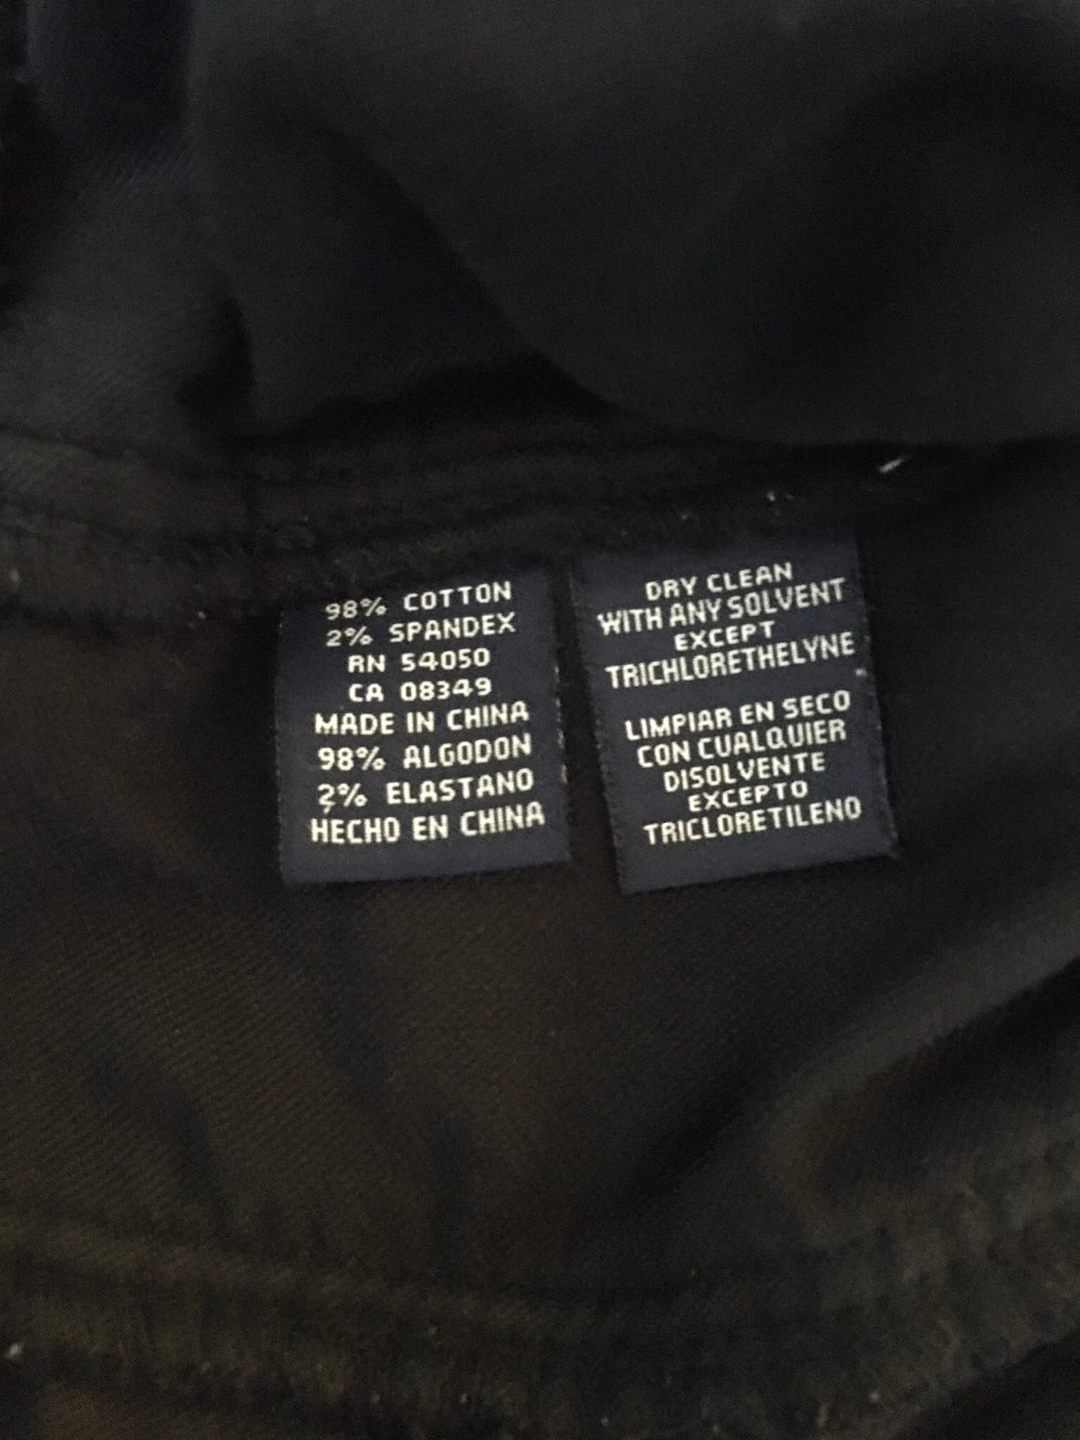 98% COTTON
2% SPANDEX
RN 54050
CA 08349
MADE IN CHINA
98% ALGODON
2% ELASTANO
HECHO EN CHINA
DRY CLEAN
WITH ANY SOLVENT
EXCEPT
TRICHLORETHELYNE
LIMPIAR EN SECO
CON CUALQUIER
DISOLVENTE
EXCEPTO
TRICLORETILENO